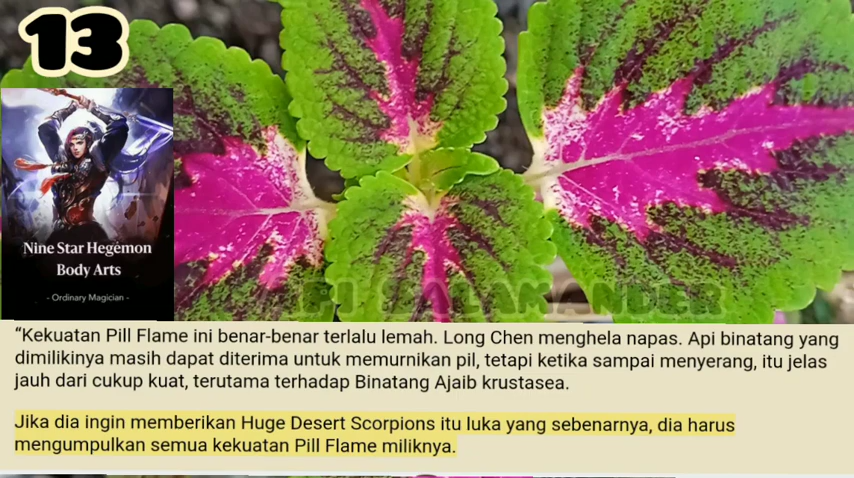 13
Nine Star Hegemon
Body Arts
- Ordinary Magician -
API SALAMANDER
“Kekuatan Pill Flame ini benar-benar terlalu lemah. Long Chen menghela napas. Api binatang yang
dimilikinya masih dapat diterima untuk memurnikan pil, tetapi ketika sampai menyerang, itu jelas
jauh dari cukup kuat, terutama terhadap Binatang Ajaib krustasea.
Jika dia ingin memberikan Huge Desert Scorpions itu luka yang sebenarnya, dia harus
mengumpulkan semua kekuatan Pill Flame miliknya.